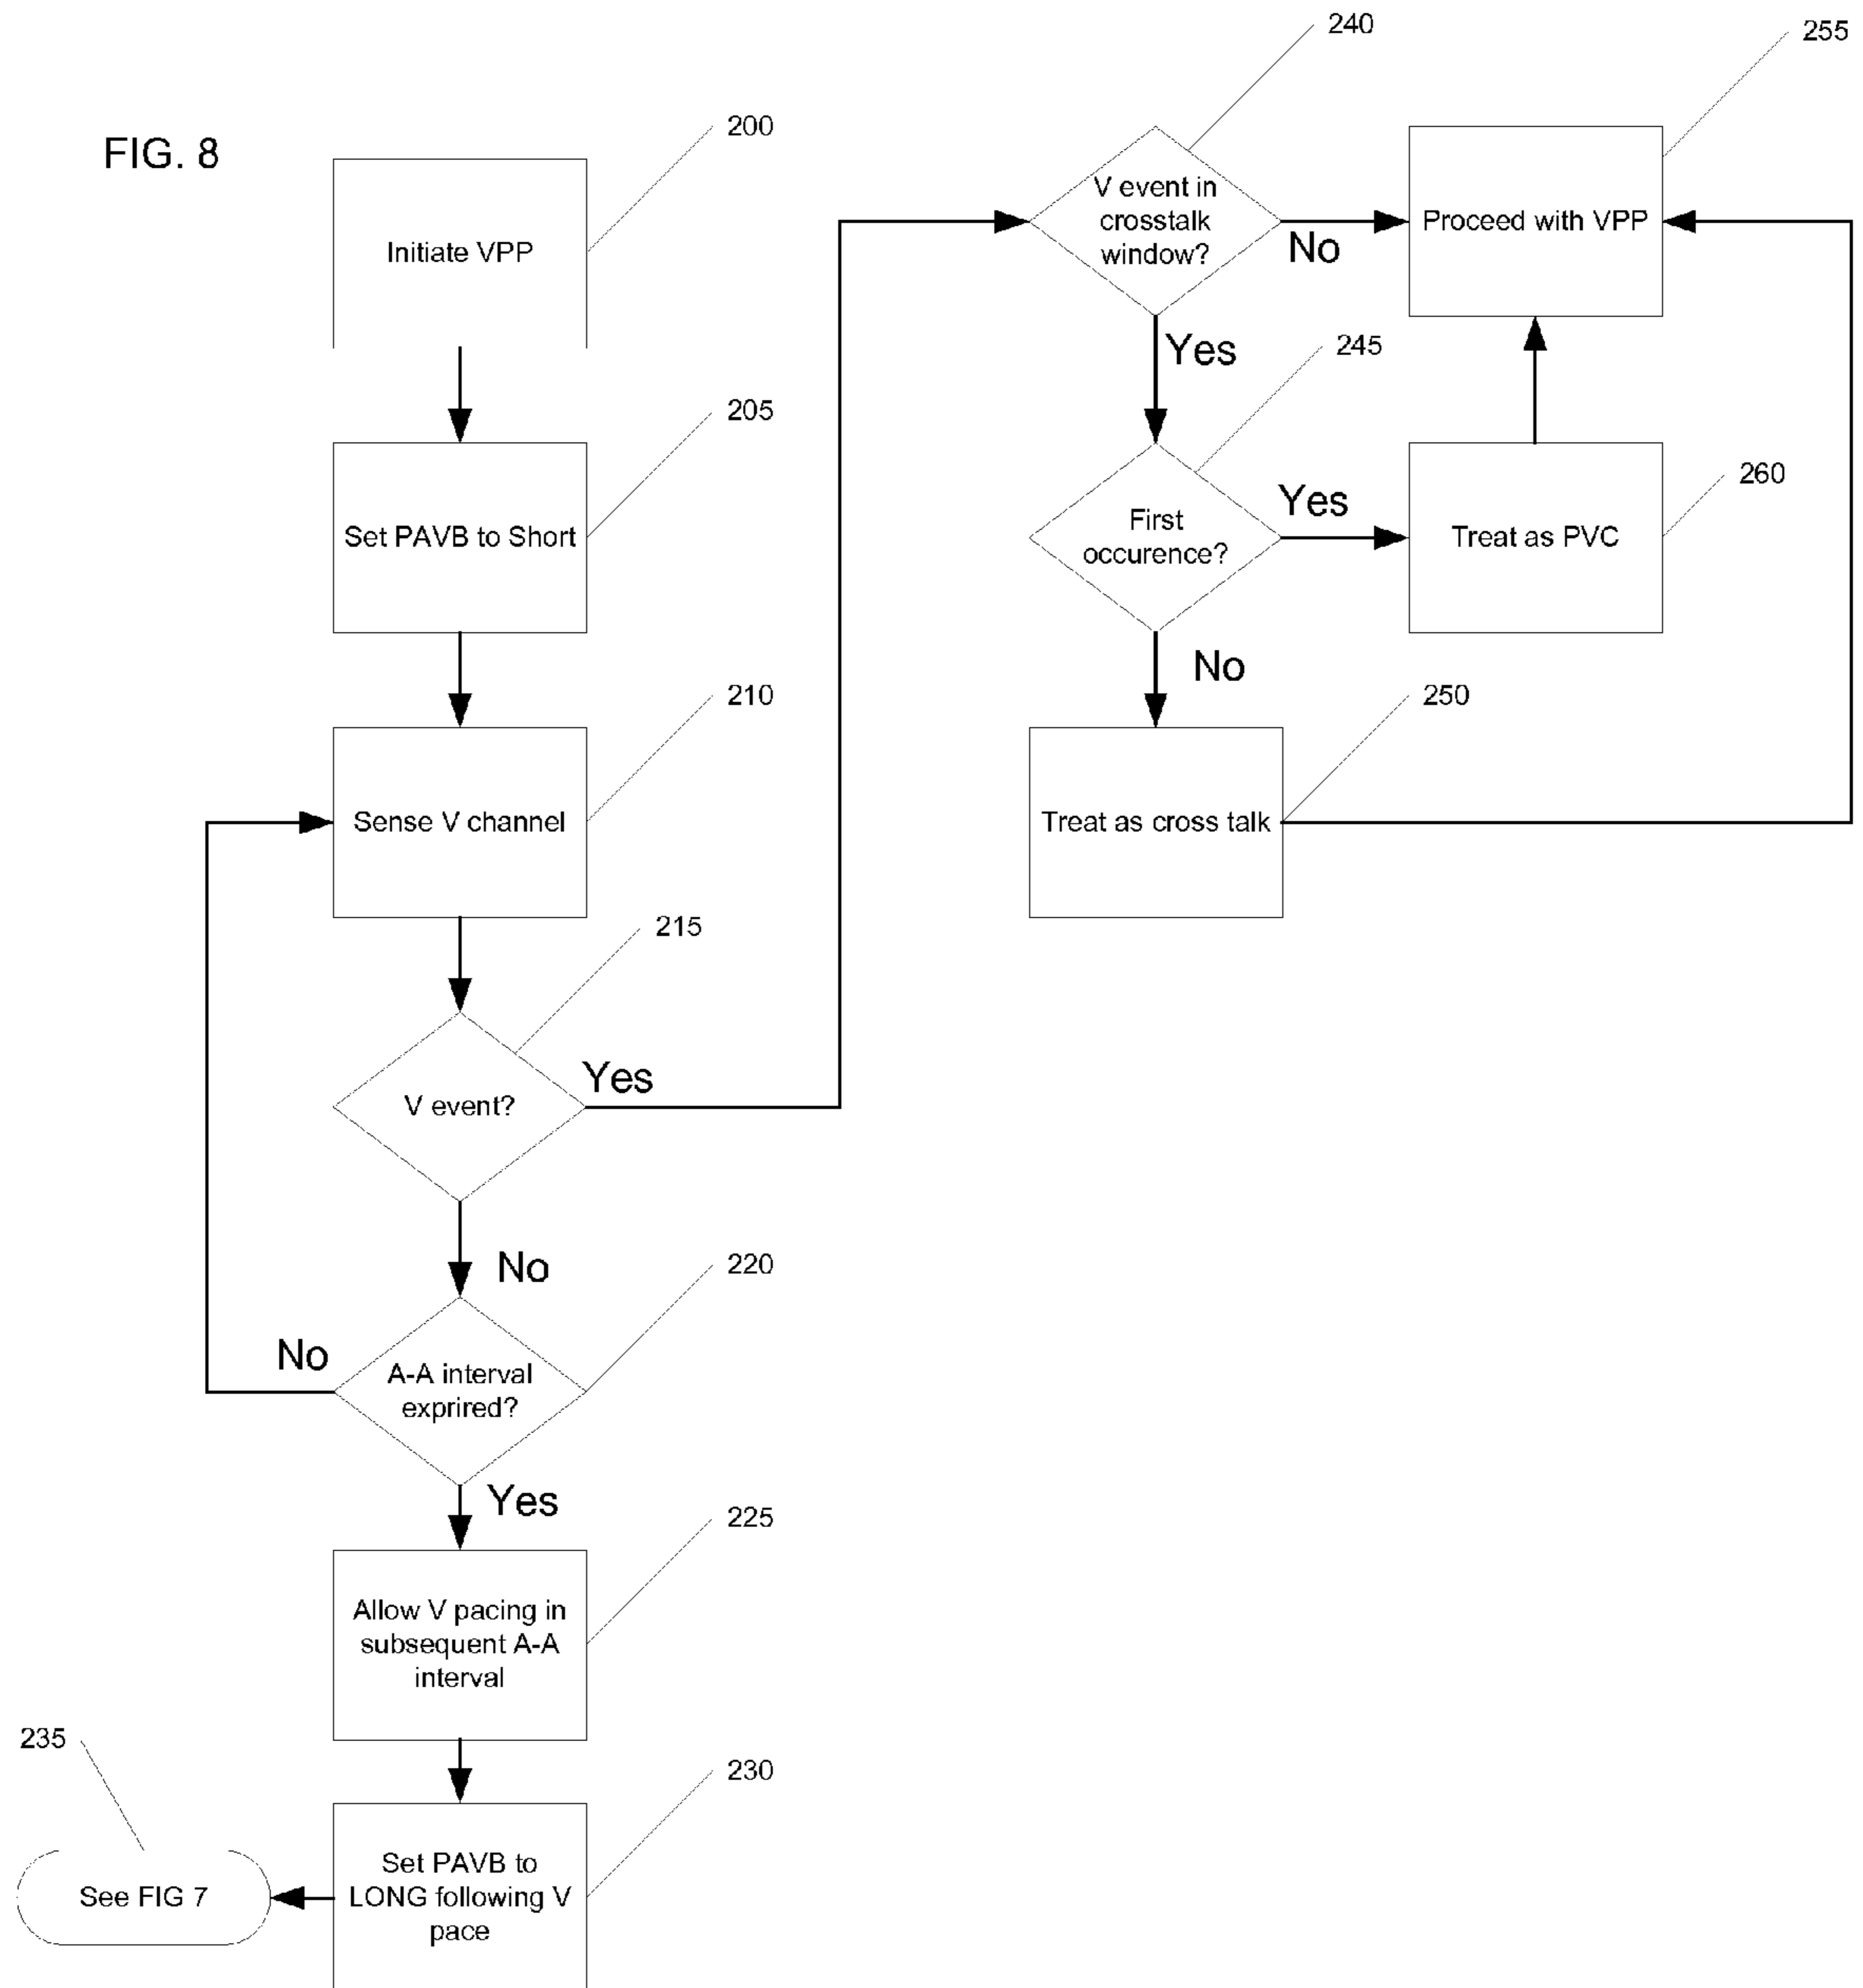 FIG. 8
200
Initiate VPP
205
Set PAVB to Short
210
Sense V channel
215
V event?
Yes
No
220
A-A interval
exprired?
No
Yes
225
Allow V pacing in
subsequent A-A
interval
230
Set PAVB to
LONG following V
pace
235
See FIG 7
240
V event in
crosstalk
window?
No
Yes
255
Proceed with VPP
245
First
occurence?
Yes
No
260
Treat as PVC
250
Treat as cross talk